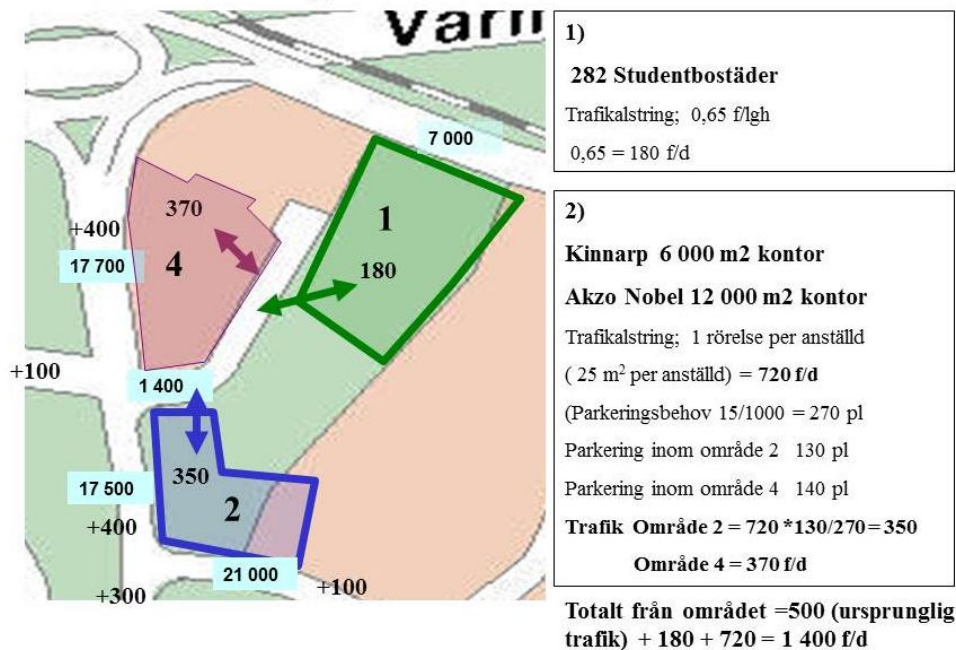 Värn
7 000
1
180
370
4
+400
17 700
+100
1 400
350
2
17 500
+400
21 000
+100
+300
1)
282 Studentbostäder
Trafikalstring; 0,65 f/lgh
0,65 = 180 f/d
2)
Kinnarp 6 000 m2 kontor
Akzo Nobel 12 000 m2 kontor
Trafikalstring; 1 rörelse per anställd
( 25 m² per anställd) = 720 f/d
(Parkeringsbehov 15/1000 = 270 pl
Parkering inom område 2 130 pl
Parkering inom område 4 140 pl
Trafik Område 2 = 720 *130/270= 350
Område 4 = 370 f/d
Totalt från området =500 (ursprunglig
trafik) + 180 + 720 = 1 400 f/d